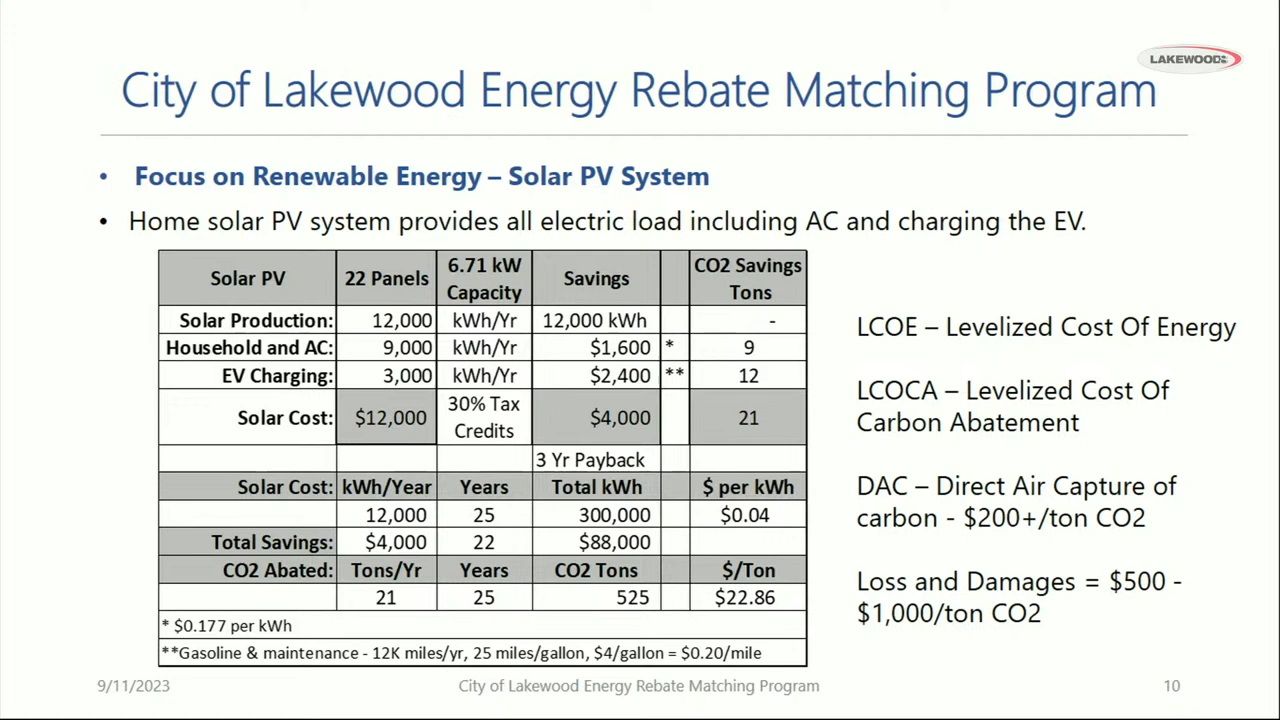 LAKEWOOD
City of Lakewood Energy Rebate Matching Program
• Focus on Renewable Energy – Solar PV System
• Home solar PV system provides all electric load including AC and charging the EV.
Solar PV 22 Panels 6.71 kW Capacity Savings CO2 Savings Tons
Solar Production: 12,000 kWh/Yr 12,000 kWh -
Household and AC: 9,000 kWh/Yr $1,600 * 9
EV Charging: 3,000 kWh/Yr $2,400 ** 12
Solar Cost: $12,000 30% Tax Credits $4,000 21
3 Yr Payback
Solar Cost: kWh/Year Years Total kWh $ per kWh
12,000 25 300,000 $0.04
Total Savings: $4,000 22 $88,000
CO2 Abated: Tons/Yr Years CO2 Tons $/Ton
21 25 525 $22.86
* $0.177 per kWh
**Gasoline & maintenance - 12K miles/yr, 25 miles/gallon, $4/gallon = $0.20/mile
LCOE – Levelized Cost Of Energy
LCOCA – Levelized Cost Of
Carbon Abatement
DAC – Direct Air Capture of
carbon - $200+/ton CO2
Loss and Damages = $500 -
$1,000/ton CO2
9/11/2023 City of Lakewood Energy Rebate Matching Program 10